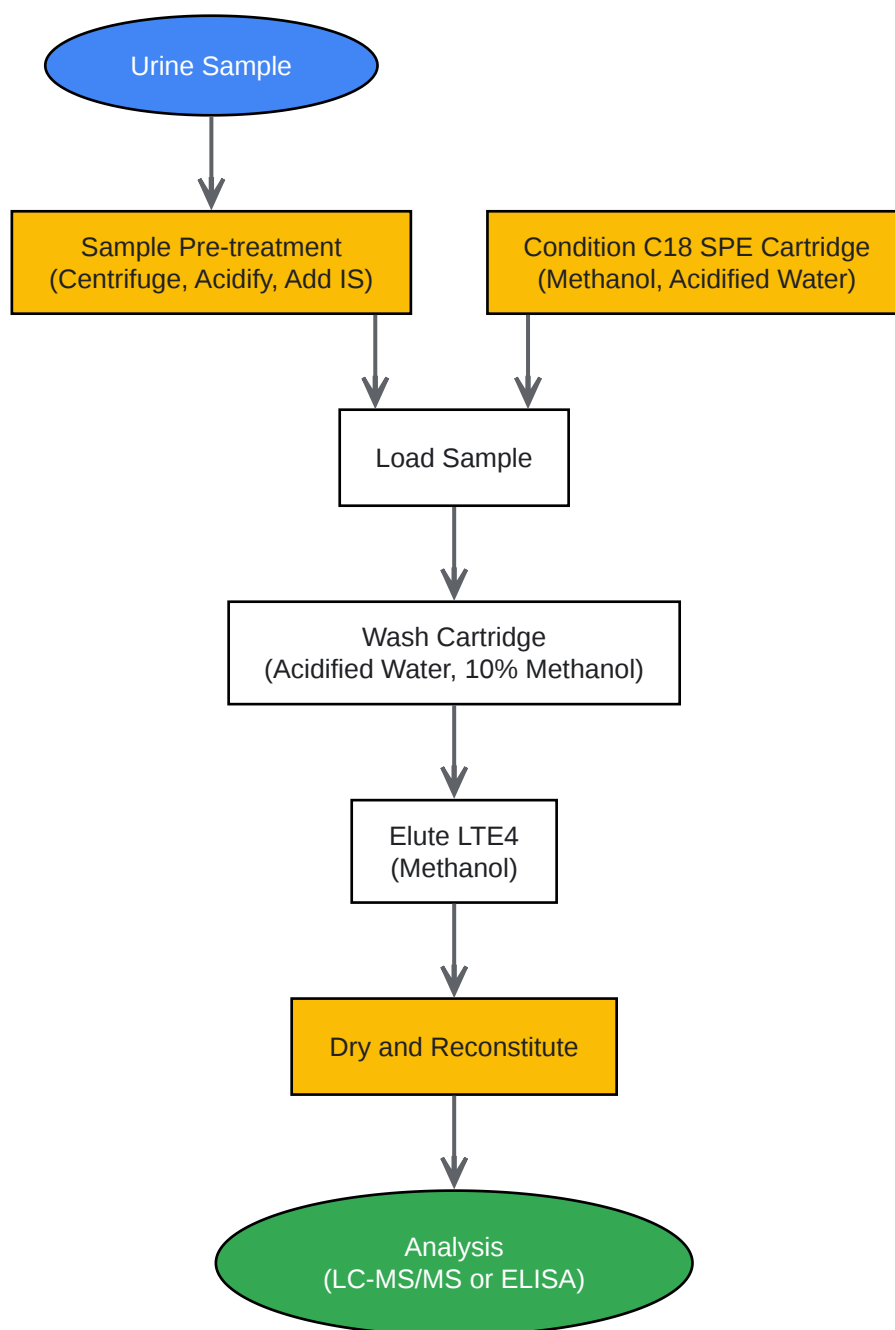 Urine Sample
Sample Pre-treatment
(Centrifuge, Acidify, Add IS)
Condition C18 SPE Cartridge
(Methanol, Acidified Water)
Load Sample
Wash Cartridge
(Acidified Water, 10% Methanol)
Elute LTE4
(Methanol)
Dry and Reconstitute
Analysis
(LC-MS/MS or ELISA)